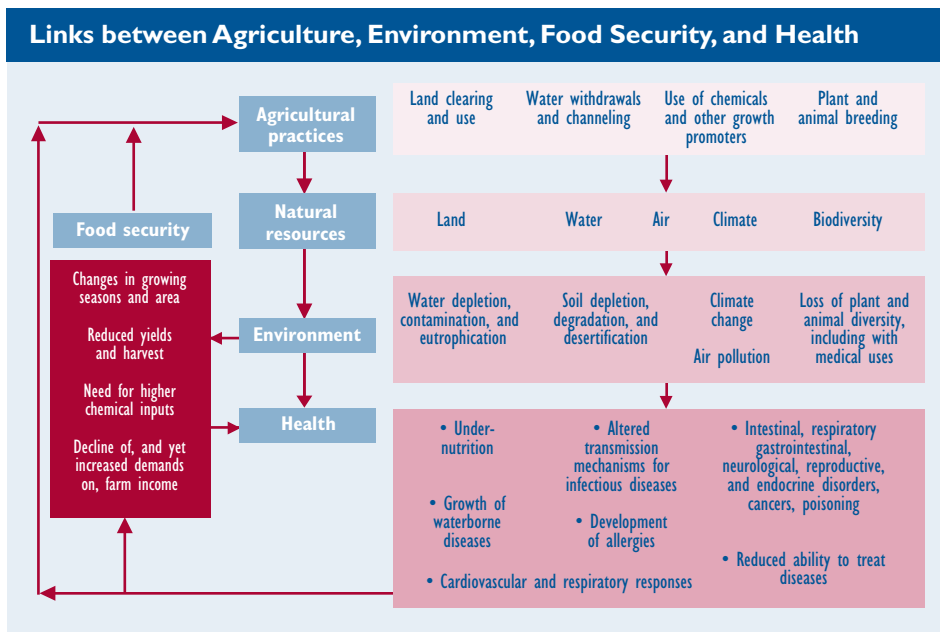 Links between Agriculture, Environment, Food Security, and Health
Agricultural
practices
Land clearing
and use
Water withdrawals
and channeling
Use of chemicals
and other growth
promoters
Plant and
animal breeding
Natural
resources
Land
Water
Air
Climate
Biodiversity
Food security
Changes in growing
seasons and area
Reduced yields
and harvest
Need for higher
chemical inputs
Decline of, and yet
increased demands
on, farm income
Environment
Water depletion,
contamination, and
eutrophication
Soil depletion,
degradation, and
desertification
Climate
change
Air pollution
Loss of plant and
animal diversity,
including with
medical uses
Health
• Under-
nutrition
• Growth of
waterborne
diseases
• Altered
transmission
mechanisms for
infectious diseases
• Development
of allergies
• Cardiovascular and respiratory responses
• Intestinal, respiratory
gastrointestinal,
neurological, reproductive,
and endocrine disorders,
cancers, poisoning
• Reduced ability to treat
diseases